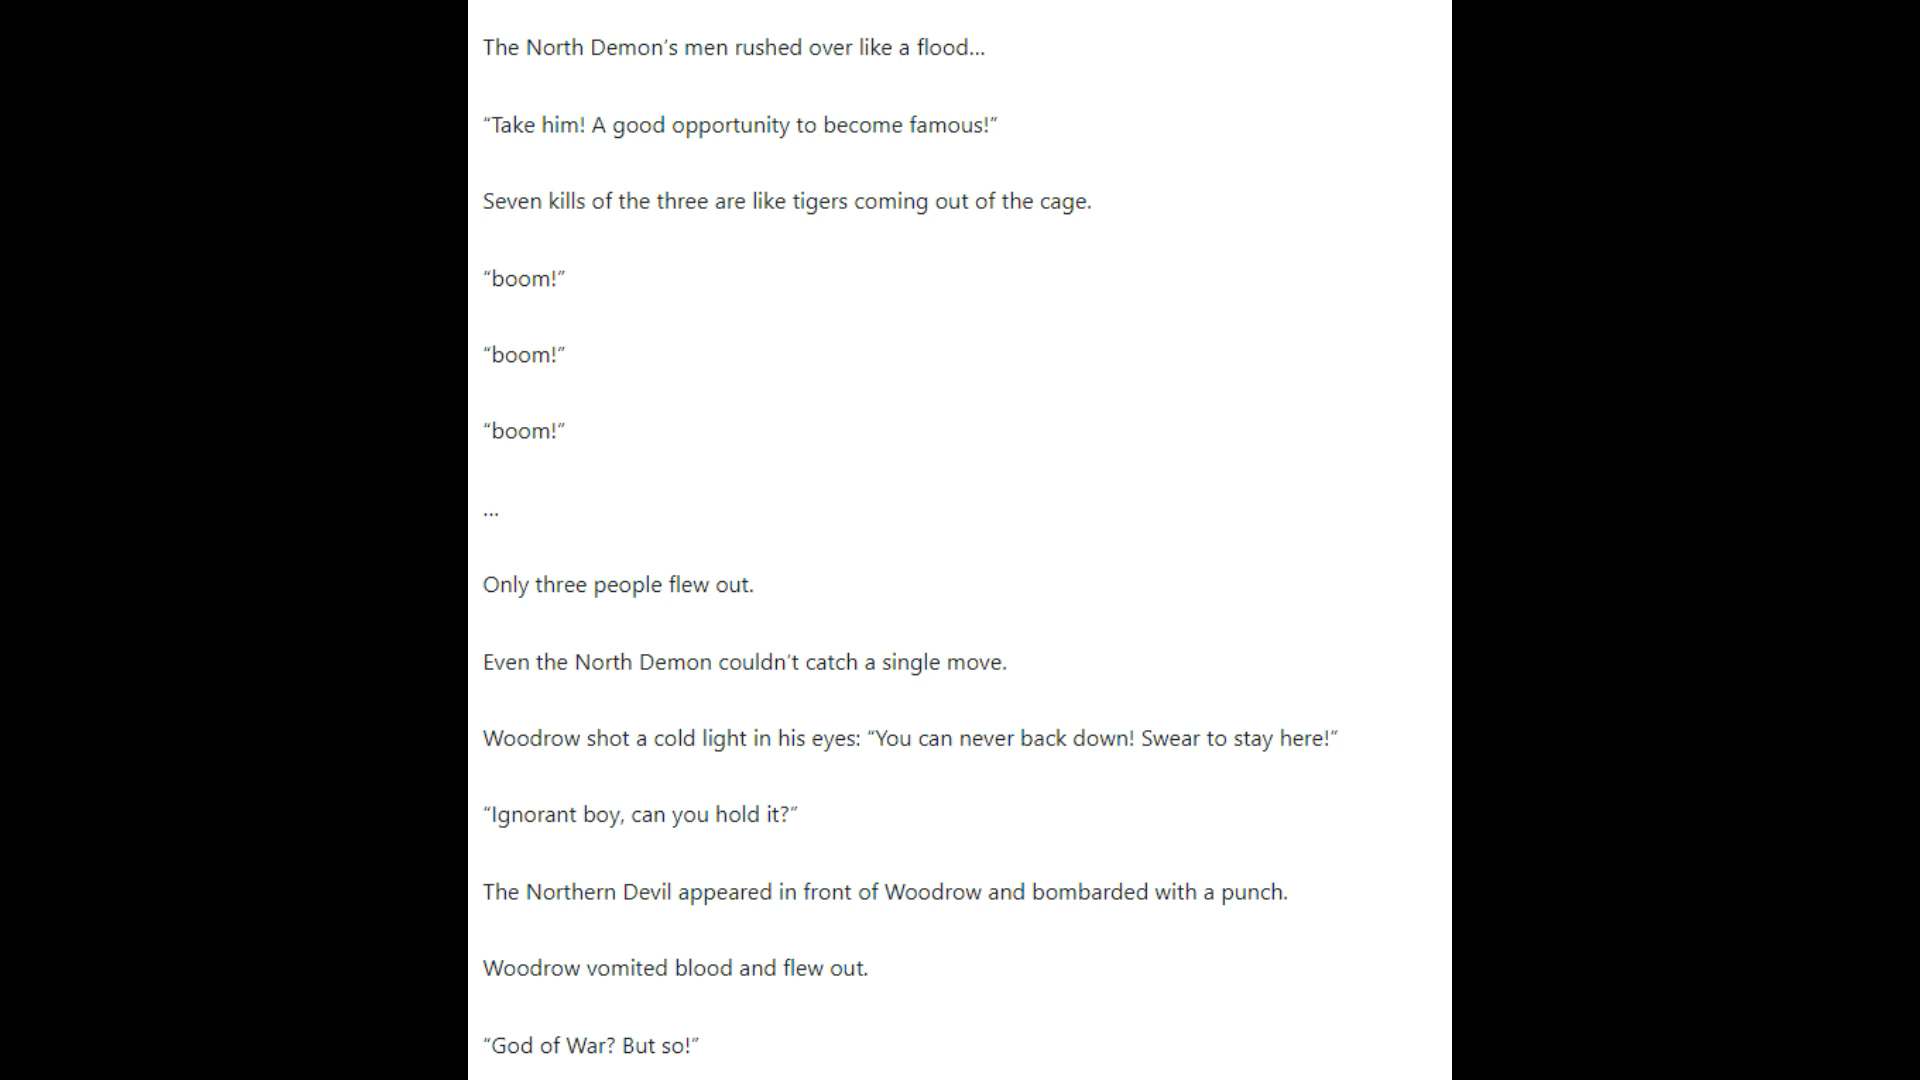 The North Demon’s men rushed over like a flood…
“Take him! A good opportunity to become famous!”
Seven kills of the three are like tigers coming out of the cage.
“boom!”
“boom!”
“boom!”
…
Only three people flew out.
Even the North Demon couldn’t catch a single move.
Woodrow shot a cold light in his eyes: “You can never back down! Swear to stay here!”
“Ignorant boy, can you hold it?”
The Northern Devil appeared in front of Woodrow and bombarded with a punch.
Woodrow vomited blood and flew out.
“God of War? But so!”